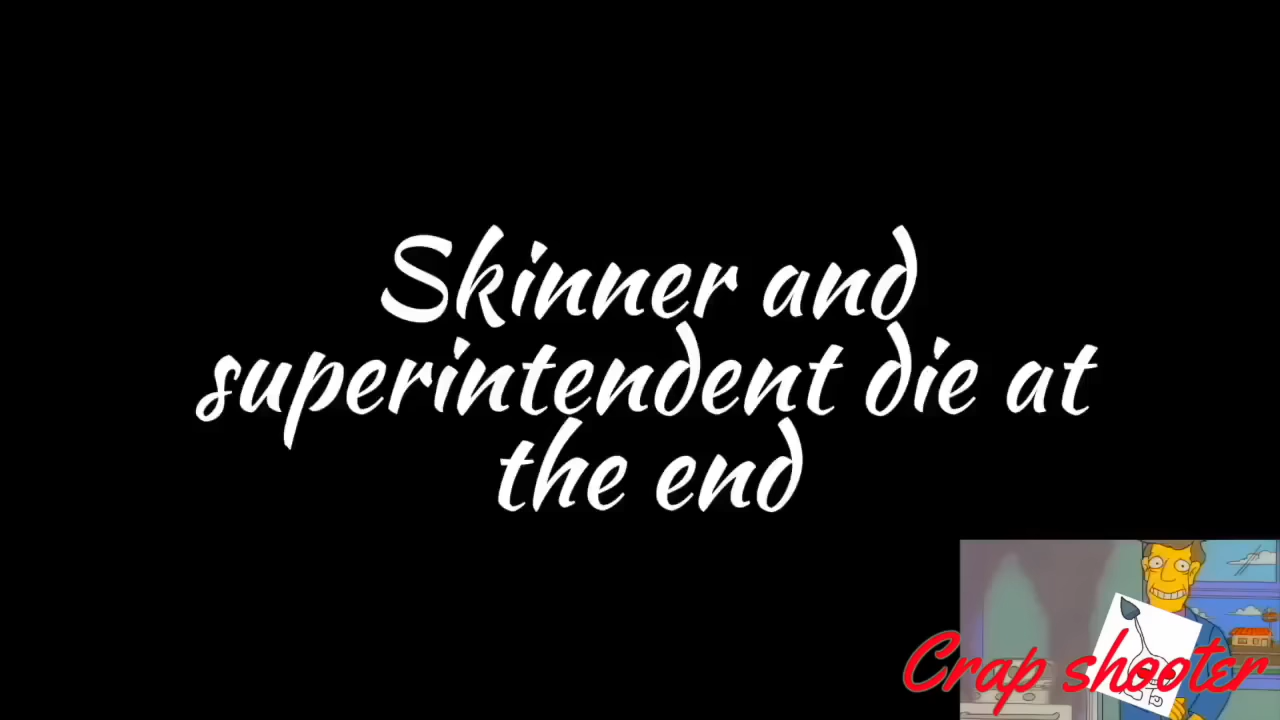 Skinner and
superintendent die at
the end
Crap shooter